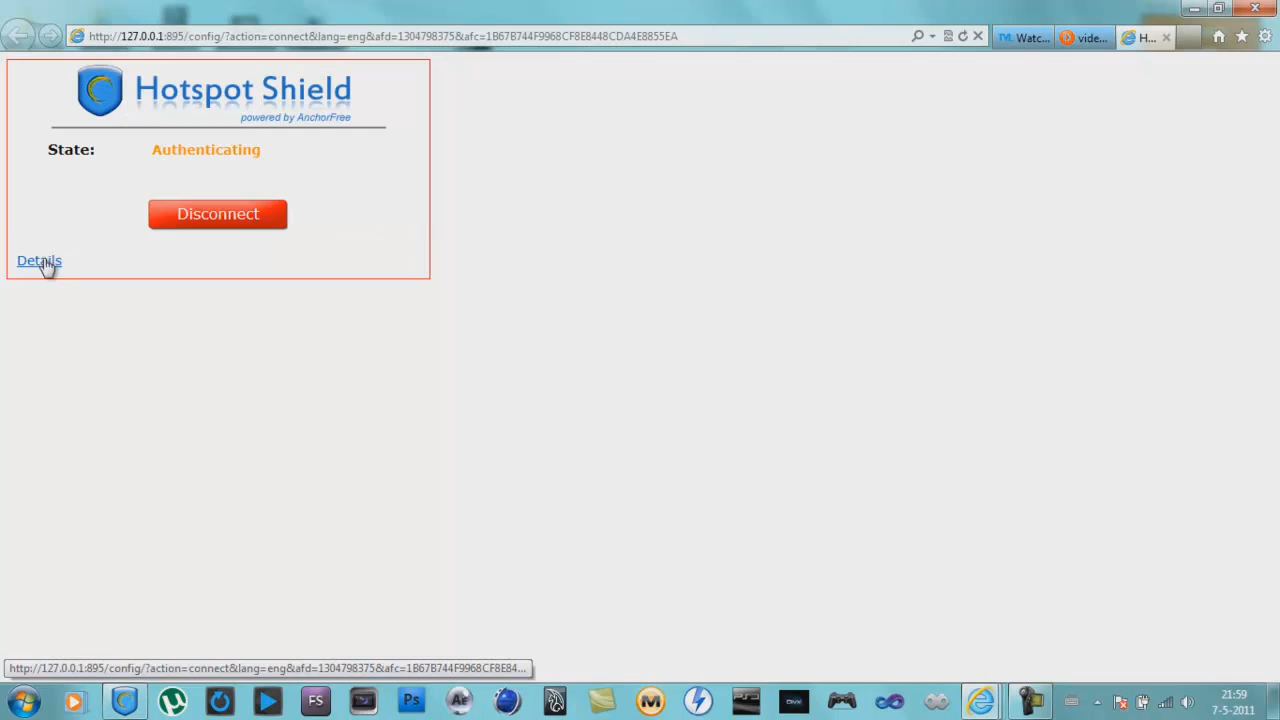 http://127.0.0.1:895/config/?action=connect&lang=eng&afd=1304798375&afc=1B67B744F9968CF8E8448CDA4E8855EA
Watc...
vide...
H...
Hotspot Shield
powered by AnchorFree
State: Authenticating
Disconnect
Details
http://127.0.0.1:895/config/?action=connect&lang=eng&afd=1304798375&afc=1B67B744F9968CF8E84...
FS
Ps
Ae
M
DIVX
21:59
7-5-2011